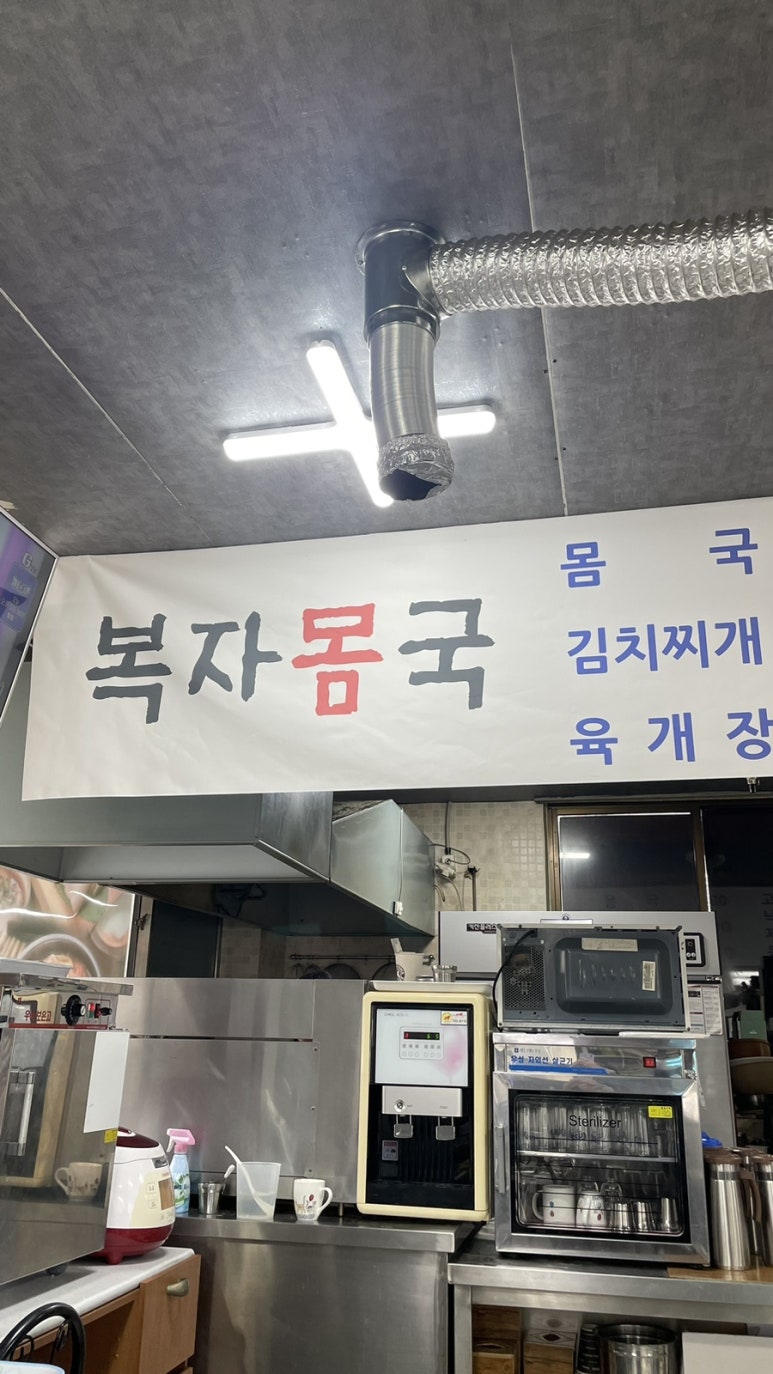 복자몸국
몸 국
김치찌개
육개장
Sterilizer